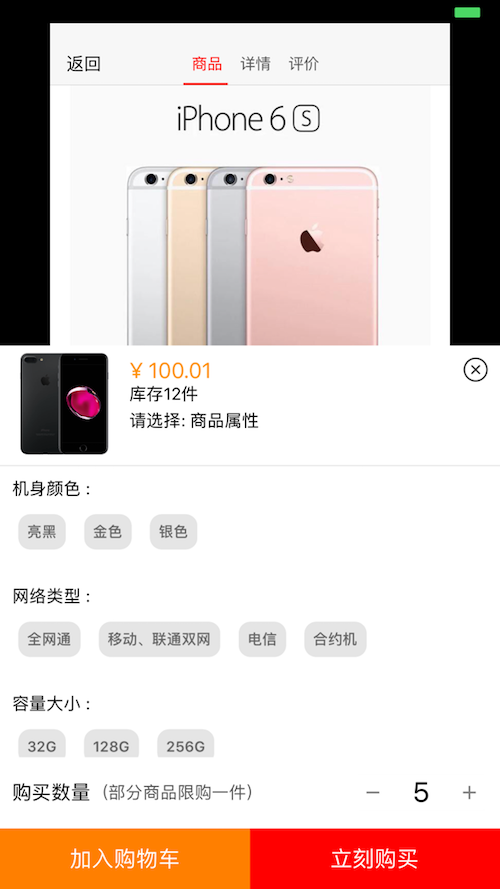 返回 商品 详情 评价
iPhone 6 S
¥ 100.01
库存12件
请选择: 商品属性
机身颜色 :
亮黑 金色 银色
网络类型 :
全网通 移动、联通双网 电信 合约机
容量大小 :
32G 128G 256G
购买数量 (部分商品限购一件) − 5 +
加入购物车 立刻购买